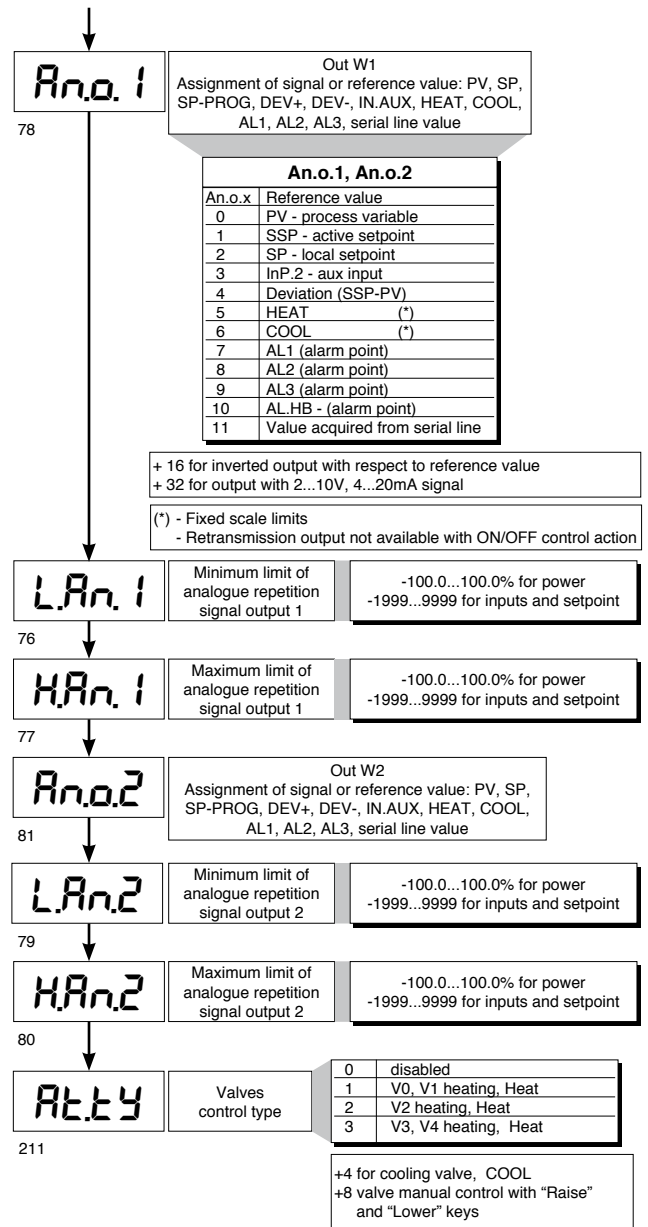 An.o. 1
78
Out W1
Assignment of signal or reference value: PV, SP,
SP-PROG, DEV+, DEV-, IN.AUX, HEAT, COOL,
AL1, AL2, AL3, serial line value
An.o.1, An.o.2
An.o.x Reference value
0 PV - process variable
1 SSP - active setpoint
2 SP - local setpoint
3 InP.2 - aux input
4 Deviation (SSP-PV)
5 HEAT (*)
6 COOL (*)
7 AL1 (alarm point)
8 AL2 (alarm point)
9 AL3 (alarm point)
10 AL.HB - (alarm point)
11 Value acquired from serial line
+ 16 for inverted output with respect to reference value
+ 32 for output with 2...10V, 4...20mA signal
(*) - Fixed scale limits
- Retransmission output not available with ON/OFF control action
L.An. 1
76
Minimum limit of
analogue repetition
signal output 1
-100.0...100.0% for power
-1999...9999 for inputs and setpoint
H.An. 1
77
Maximum limit of
analogue repetition
signal output 1
-100.0...100.0% for power
-1999...9999 for inputs and setpoint
An.o.2
81
Out W2
Assignment of signal or reference value: PV, SP,
SP-PROG, DEV+, DEV-, IN.AUX, HEAT, COOL,
AL1, AL2, AL3, serial line value
L.An.2
79
Minimum limit of
analogue repetition
signal output 2
-100.0...100.0% for power
-1999...9999 for inputs and setpoint
H.An.2
80
Maximum limit of
analogue repetition
signal output 2
-100.0...100.0% for power
-1999...9999 for inputs and setpoint
At.tY
211
Valves
control type
0 disabled
1 V0, V1 heating, Heat
2 V2 heating, Heat
3 V3, V4 heating, Heat
+4 for cooling valve, COOL
+8 valve manual control with “Raise”
and “Lower” keys